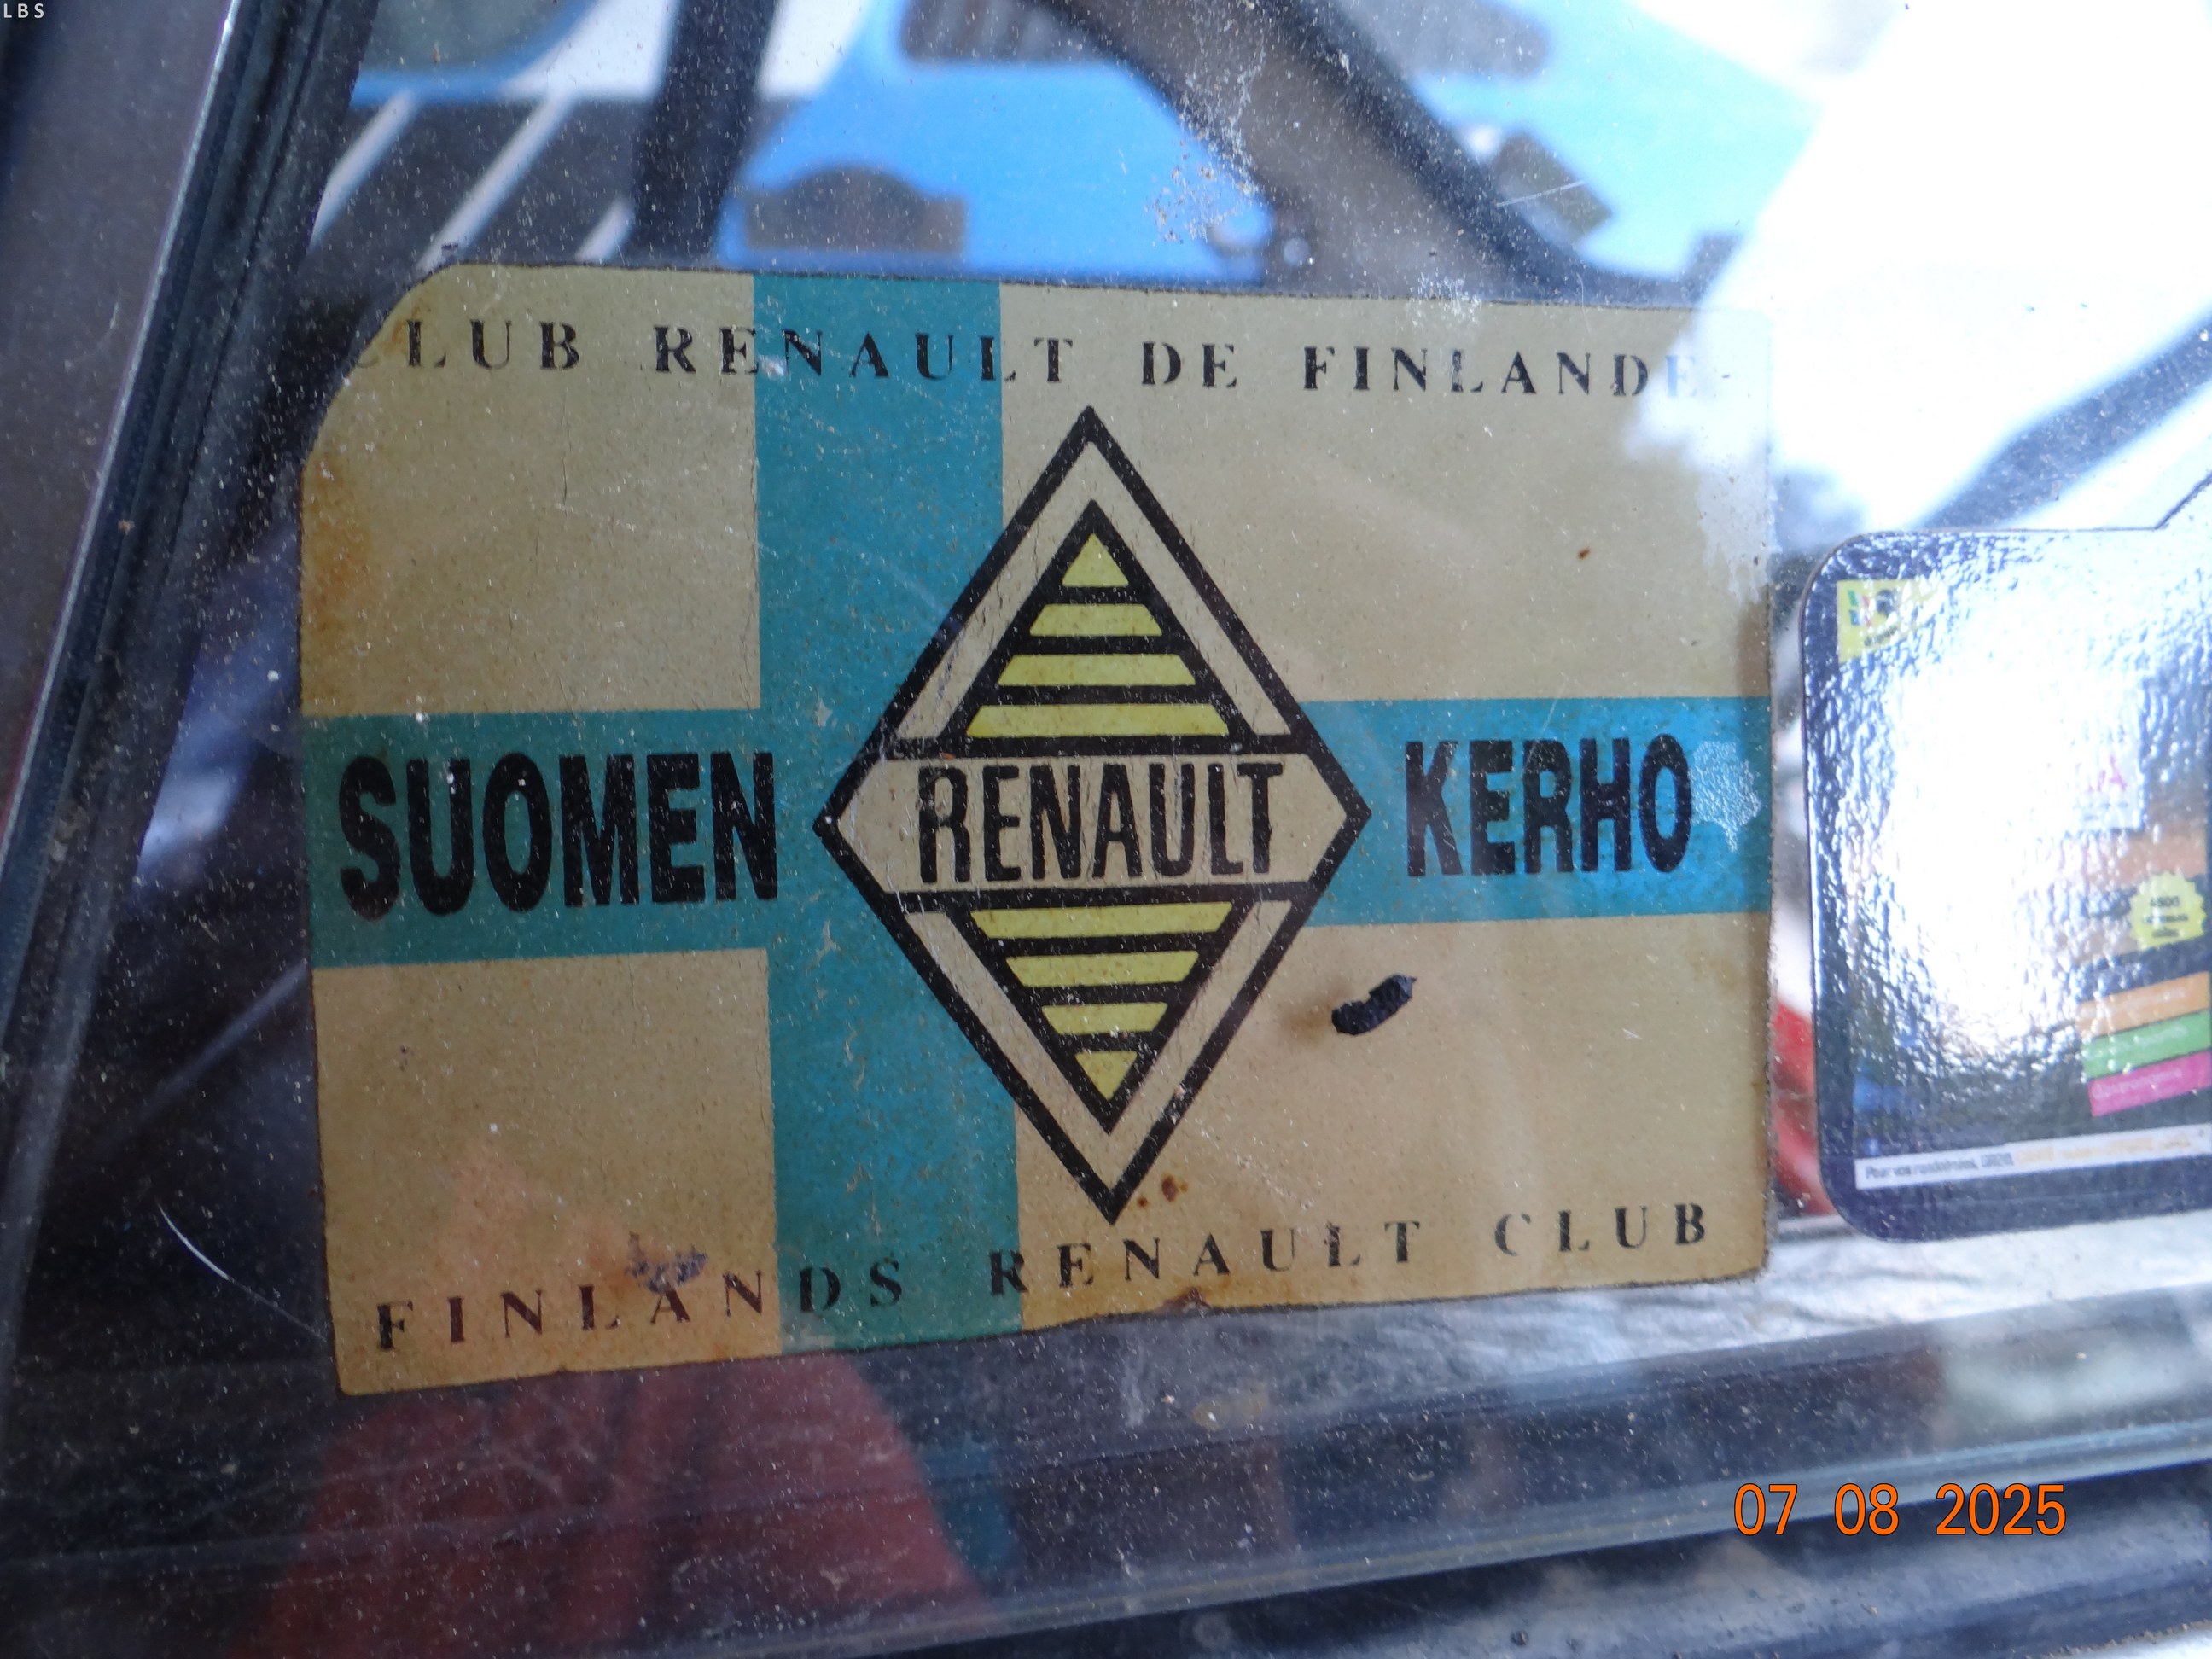 LBS
CLUB RENAULT DE FINLANDE
SUOMEN RENAULT KERHO
FINLANDS RENAULT CLUB
07 08 2025